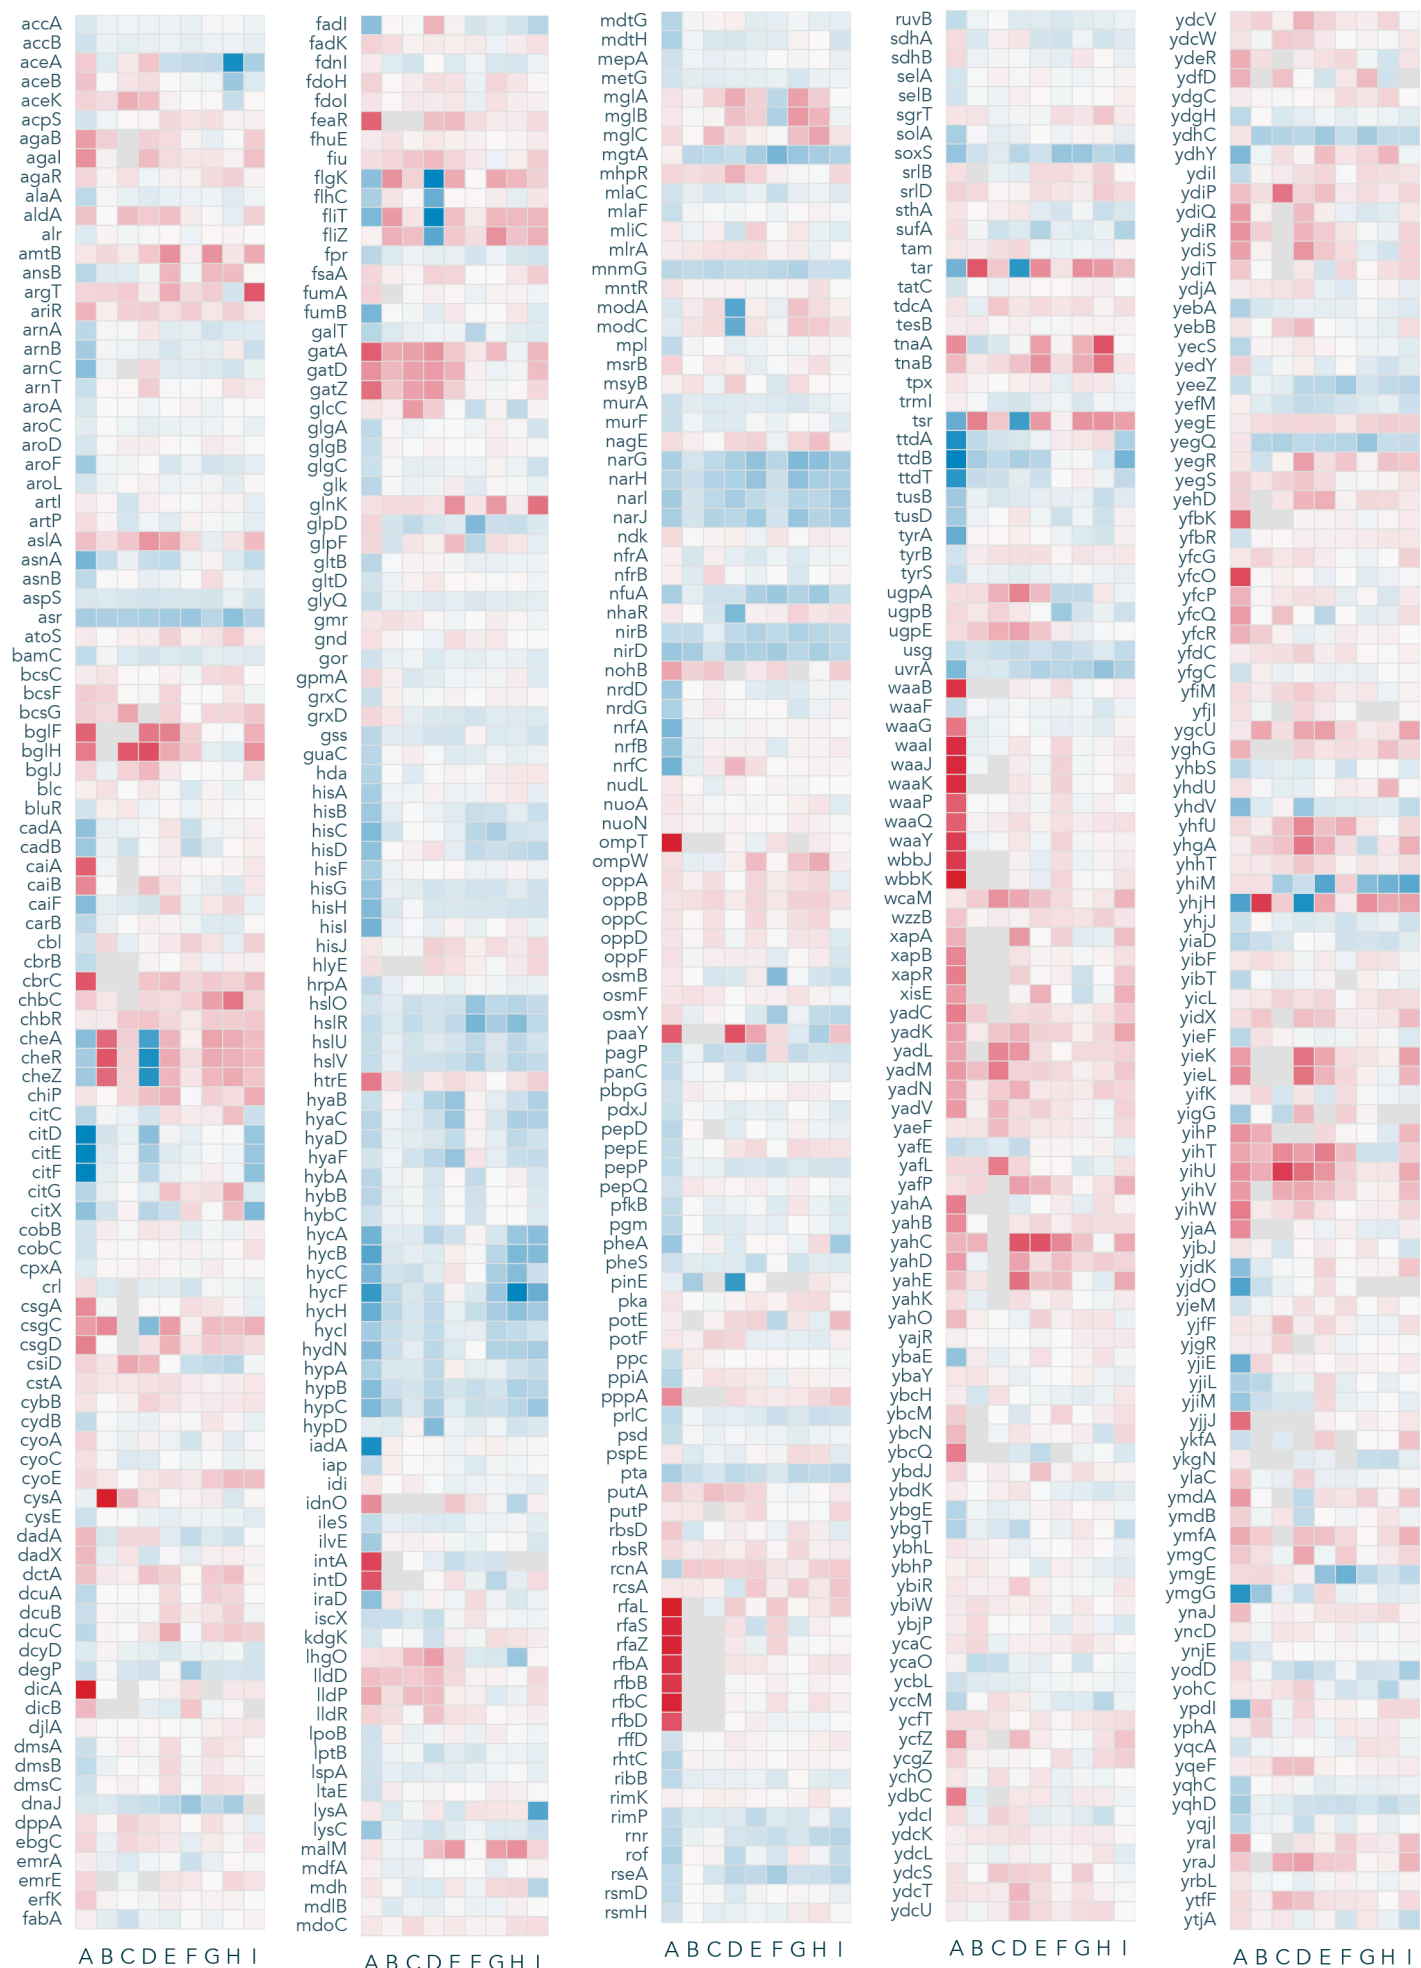 accA
accB
aceA
aceB
aceK
acpS
agaB
agaI
agaR
alaA
aldA
alr
amtB
ansB
argT
ariR
arnA
arnB
arnC
arnT
aroA
aroC
aroD
aroF
aroL
artI
artP
aslA
asnA
asnB
aspS
asr
atoS
bamC
bcsC
bcsF
bcsG
bglF
bglH
bglJ
blc
bluR
cadA
cadB
caiA
caiB
caiF
carB
cbl
cbrB
cbrC
chbC
chbR
cheA
cheR
cheZ
chiP
citC
citD
citE
citF
citG
citX
cobB
cobC
cpxA
crl
csgA
csgC
csgD
csiD
cstA
cybB
cydB
cyoA
cyoC
cyoE
cysA
cysE
dadA
dadX
dctA
dcuA
dcuB
dcuC
dcyD
degP
dicA
dicB
djlA
dmsA
dmsB
dmsC
dnaJ
dppA
ebgC
emrA
emrE
erfK
fabA
A B C D E F G H I
fadI
fadK
fdnI
fdoH
fdoI
feaR
fhuE
fiu
flgK
flhC
fliT
fliZ
fpr
fsaA
fumA
fumB
galT
gatA
gatD
gatZ
glcC
glgA
glgB
glgC
glk
glnK
glpD
glpF
gltB
gltD
glyQ
gmr
gnd
gor
gpmA
grxC
grxD
gss
guaC
hda
hisA
hisB
hisC
hisD
hisF
hisG
hisH
hisI
hisJ
hlyE
hrpA
hslO
hslR
hslU
hslV
htrE
hyaB
hyaC
hyaD
hyaF
hybA
hybB
hybC
hycA
hycB
hycC
hycF
hycH
hycI
hydN
hypA
hypB
hypC
hypD
iadA
iap
idi
idnO
ileS
ilvE
intA
intD
iraD
iscX
kdgK
lhgO
lldD
lldP
lldR
lpoB
lptB
lspA
ltaE
lysA
lysC
malM
mdfA
mdh
mdlB
mdoC
A B C D E F G H I
mdtG
mdtH
mepA
metG
mglA
mglB
mglC
mgtA
mhpR
mlaC
mlaF
mliC
mlrA
mnmG
mntR
modA
modC
mpl
msrB
msyB
murA
murF
nagE
narG
narH
narI
narJ
ndk
nfrA
nfrB
nfuA
nhaR
nirB
nirD
nohB
nrdD
nrdG
nrfA
nrfB
nrfC
nudL
nuoA
nuoN
ompT
ompW
oppA
oppB
oppC
oppD
oppF
osmB
osmF
osmY
paaY
pagP
panC
pbpG
pdxJ
pepD
pepE
pepP
pepQ
pfkB
pgm
pheA
pheS
pinE
pka
potE
potF
ppc
ppiA
pppA
prlC
psd
pspE
pta
putA
putP
rbsD
rbsR
rcnA
rcsA
rfaL
rfaS
rfaZ
rfbA
rfbB
rfbC
rfbD
rffD
rhtC
ribB
rimK
rimP
rnr
rof
rseA
rsmD
rsmH
A B C D E F G H I
ruvB
sdhA
sdhB
selA
selB
sgrT
solA
soxS
srlB
srlD
sthA
sufA
tam
tar
tatC
tdcA
tesB
tnaA
tnaB
tpx
trmI
tsr
ttdA
ttdB
ttdT
tusB
tusD
tyrA
tyrB
tyrS
ugpA
ugpB
ugpE
usg
uvrA
waaB
waaF
waaG
waaI
waaJ
waaK
waaP
waaQ
waaY
wbbJ
wbbK
wcaM
wzzB
xapA
xapB
xapR
xisE
yadC
yadK
yadL
yadM
yadN
yadV
yaeF
yafE
yafL
yafP
yahA
yahB
yahC
yahD
yahE
yahK
yahO
yajR
ybaE
ybaY
ybcH
ybcM
ybcN
ybcQ
ybdJ
ybdK
ybgE
ybgT
ybhL
ybhP
ybiR
ybiW
ybjP
ycaC
ycaO
ycbL
yccM
ycfT
ycfZ
ycgZ
ychO
ydbC
ydcI
ydcK
ydcL
ydcS
ydcT
ydcU
A B C D E F G H I
ydcV
ydcW
ydeR
ydfD
ydgC
ydgH
ydhC
ydhY
ydiI
ydiP
ydiQ
ydiR
ydiS
ydiT
ydjA
yebA
yebB
yecS
yedY
yeeZ
yefM
yegE
yegQ
yegR
yegS
yehD
yfbK
yfbR
yfcG
yfcO
yfcP
yfcQ
yfcR
yfdC
yfgC
yfiM
yfjI
ygcU
yghG
yhbS
yhdU
yhdV
yhfU
yhgA
yhhT
yhiM
yhjH
yhjJ
yiaD
yibF
yibT
yicL
yidX
yieF
yieK
yieL
yifK
yigG
yihP
yihT
yihU
yihV
yihW
yjaA
yjbJ
yjdK
yjdO
yjeM
yjfF
yjgR
yjiE
yjiL
yjiM
yjjJ
ykfA
ykgN
ylaC
ymdA
ymdB
ymfA
ymgC
ymgE
ymgG
ynaJ
yncD
ynjE
yodD
yohC
ypdI
yphA
yqcA
yqeF
yqhC
yqhD
yqjI
yraI
yraJ
yrbL
ytfF
ytjA
A B C D E F G H I